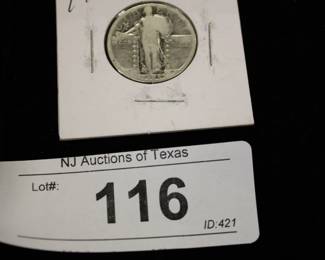 NJ Auctions of Texas
Lot#:
116
ID:421